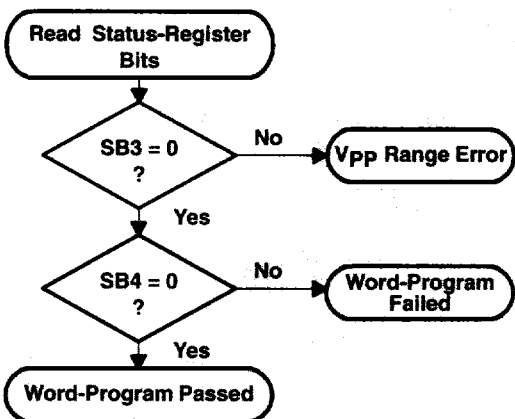 Read Status-Register
Bits
SB3 = 0
?
No
VPP Range Error
Yes
SB4 = 0
?
No
Word-Program
Failed
Yes
Word-Program Passed